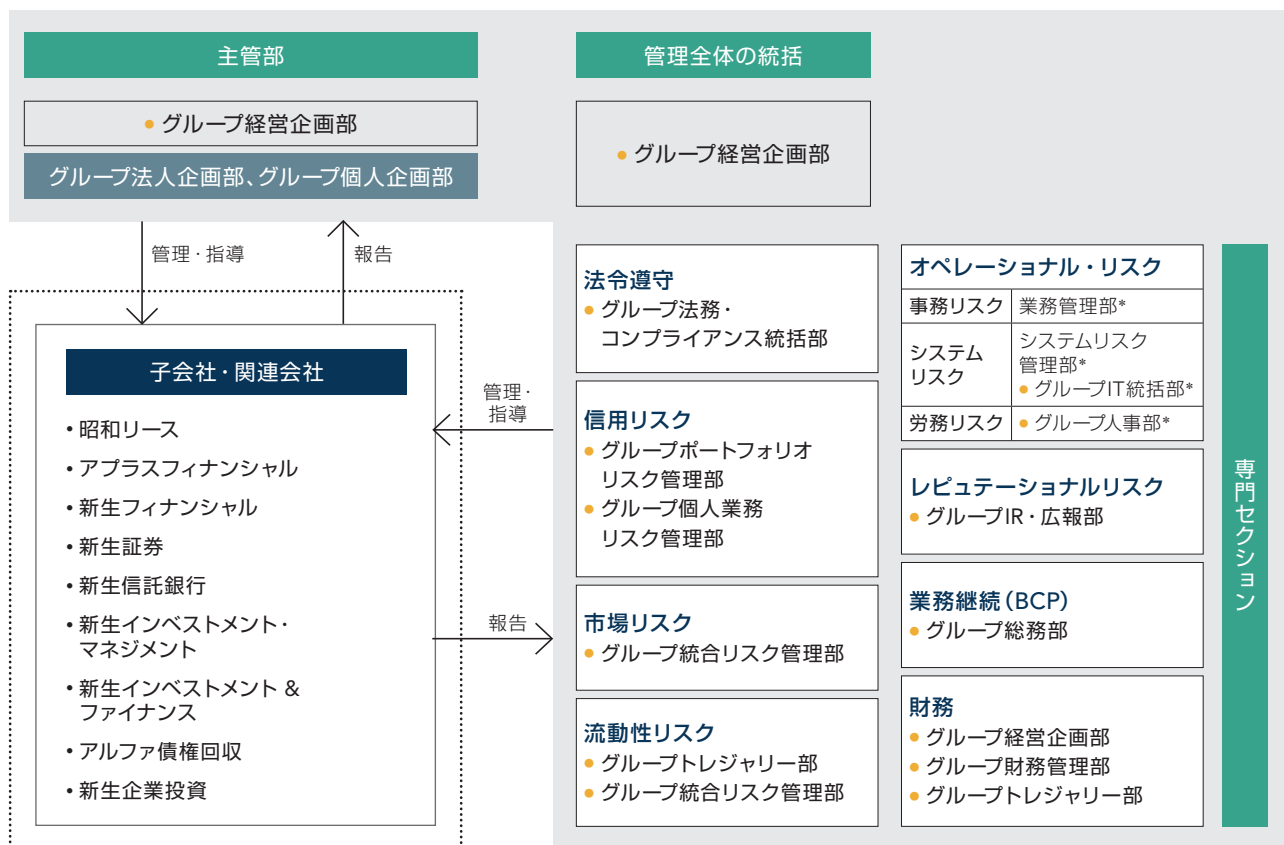 主管部
● グループ経営企画部
グループ法人企画部、グループ個人企画部
管理・指導
報告
子会社・関連会社
• 昭和リース
• アプラスフィナンシャル
• 新生フィナンシャル
• 新生証券
• 新生信託銀行
• 新生インベストメント・
マネジメント
• 新生インベストメント &
ファイナンス
• アルファ債権回収
• 新生企業投資
管理・
指導
報告
管理全体の統括
● グループ経営企画部
法令遵守
● グループ法務・
コンプライアンス統括部
信用リスク
● グループポートフォリオ
リスク管理部
● グループ個人業務
リスク管理部
市場リスク
● グループ統合リスク管理部
流動性リスク
● グループトレジャリー部
● グループ統合リスク管理部
オペレーショナル・リスク
事務リスク 業務管理部*
システム
リスク
システムリスク
管理部*
● グループIT統括部*
労務リスク ● グループ人事部*
レピュテーショナルリスク
● グループIR・広報部
業務継続(BCP)
● グループ総務部
財務
● グループ経営企画部
● グループ財務管理部
● グループトレジャリー部
専門セクション